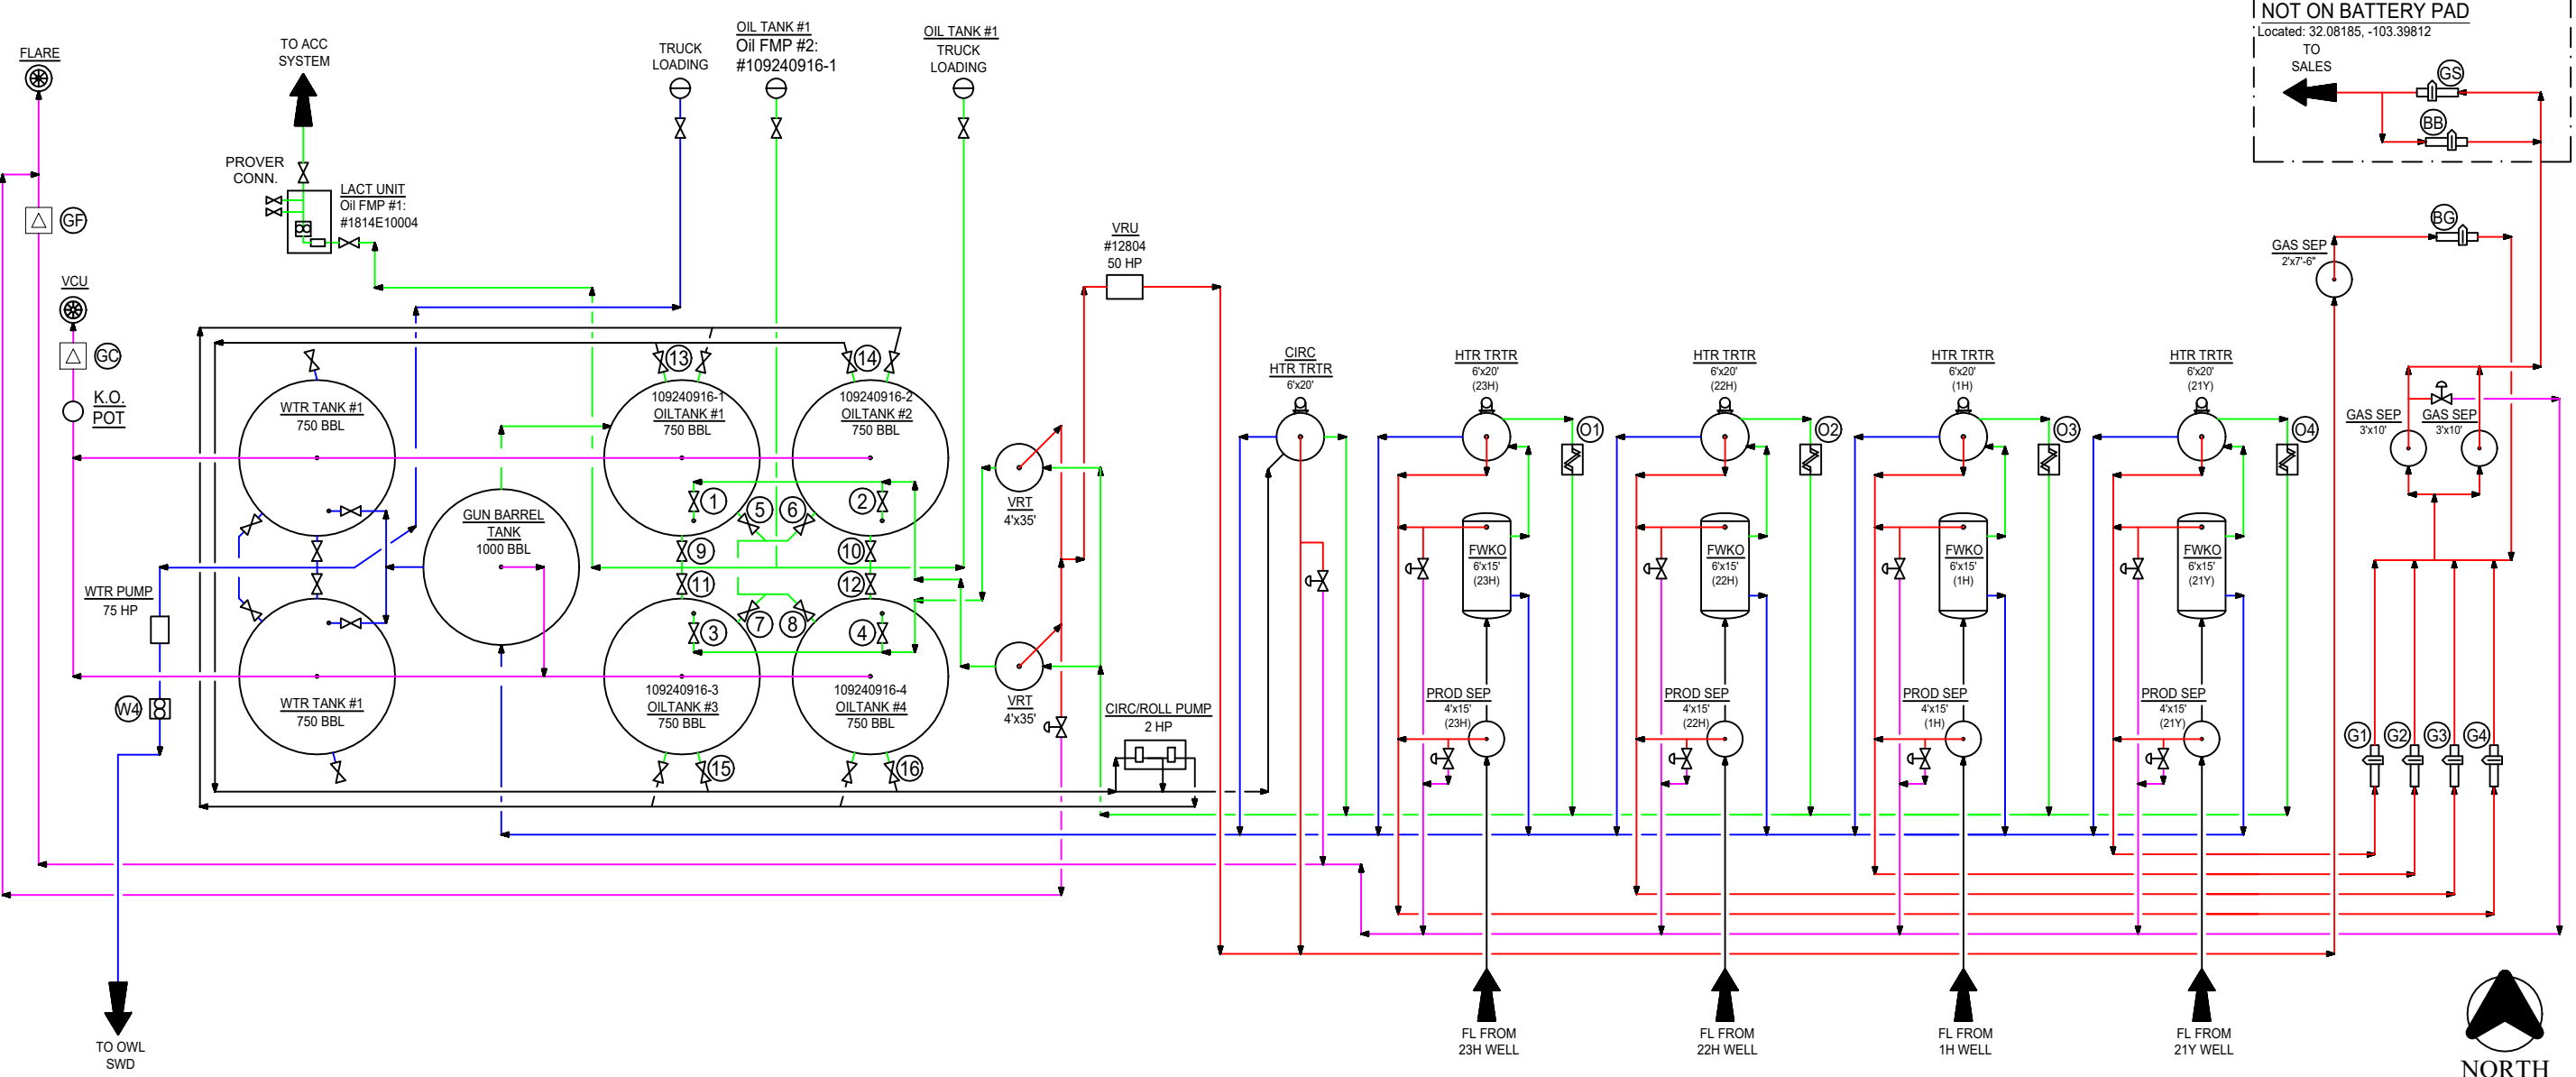 NOT ON BATTERY PAD
Located: 32.08185, -103.39812
TO
SALES
GS
BB
FLARE
TO ACC
SYSTEM
TRUCK
LOADING
OIL TANK #1
Oil FMP #2:
#109240916-1
OIL TANK #1
TRUCK
LOADING
PROVER
CONN.
LACT UNIT
Oil FMP #1:
#1814E10004
GF
VRU
#12804
50 HP
BG
GAS SEP
2'x7'-6"
VCU
GC
K.O.
POT
WTR TANK #1
750 BBL
13
14
109240916-1
OILTANK #1
750 BBL
109240916-2
OILTANK #2
750 BBL
CIRC
HTR TRTR
6'x20'
HTR TRTR
6'x20'
(23H)
HTR TRTR
6'x20'
(22H)
HTR TRTR
6'x20'
(1H)
HTR TRTR
6'x20'
(21Y)
O1
O2
O3
O4
GAS SEP
3'x10'
GAS SEP
3'x10'
GUN BARREL
TANK
1000 BBL
1
5
6
2
VRT
4'x35'
9
10
11
12
FWKO
6'x15'
(23H)
FWKO
6'x15'
(22H)
FWKO
6'x15'
(1H)
FWKO
6'x15'
(21Y)
WTR PUMP
75 HP
3
7
8
4
VRT
4'x35'
W4
WTR TANK #1
750 BBL
109240916-3
OILTANK #3
750 BBL
109240916-4
OILTANK #4
750 BBL
15
16
CIRC/ROLL PUMP
2 HP
PROD SEP
4'x15'
(23H)
PROD SEP
4'x15'
(22H)
PROD SEP
4'x15'
(1H)
PROD SEP
4'x15'
(21Y)
G1
G2
G3
G4
TO OWL
SWD
FL FROM
23H WELL
FL FROM
22H WELL
FL FROM
1H WELL
FL FROM
21Y WELL
NORTH